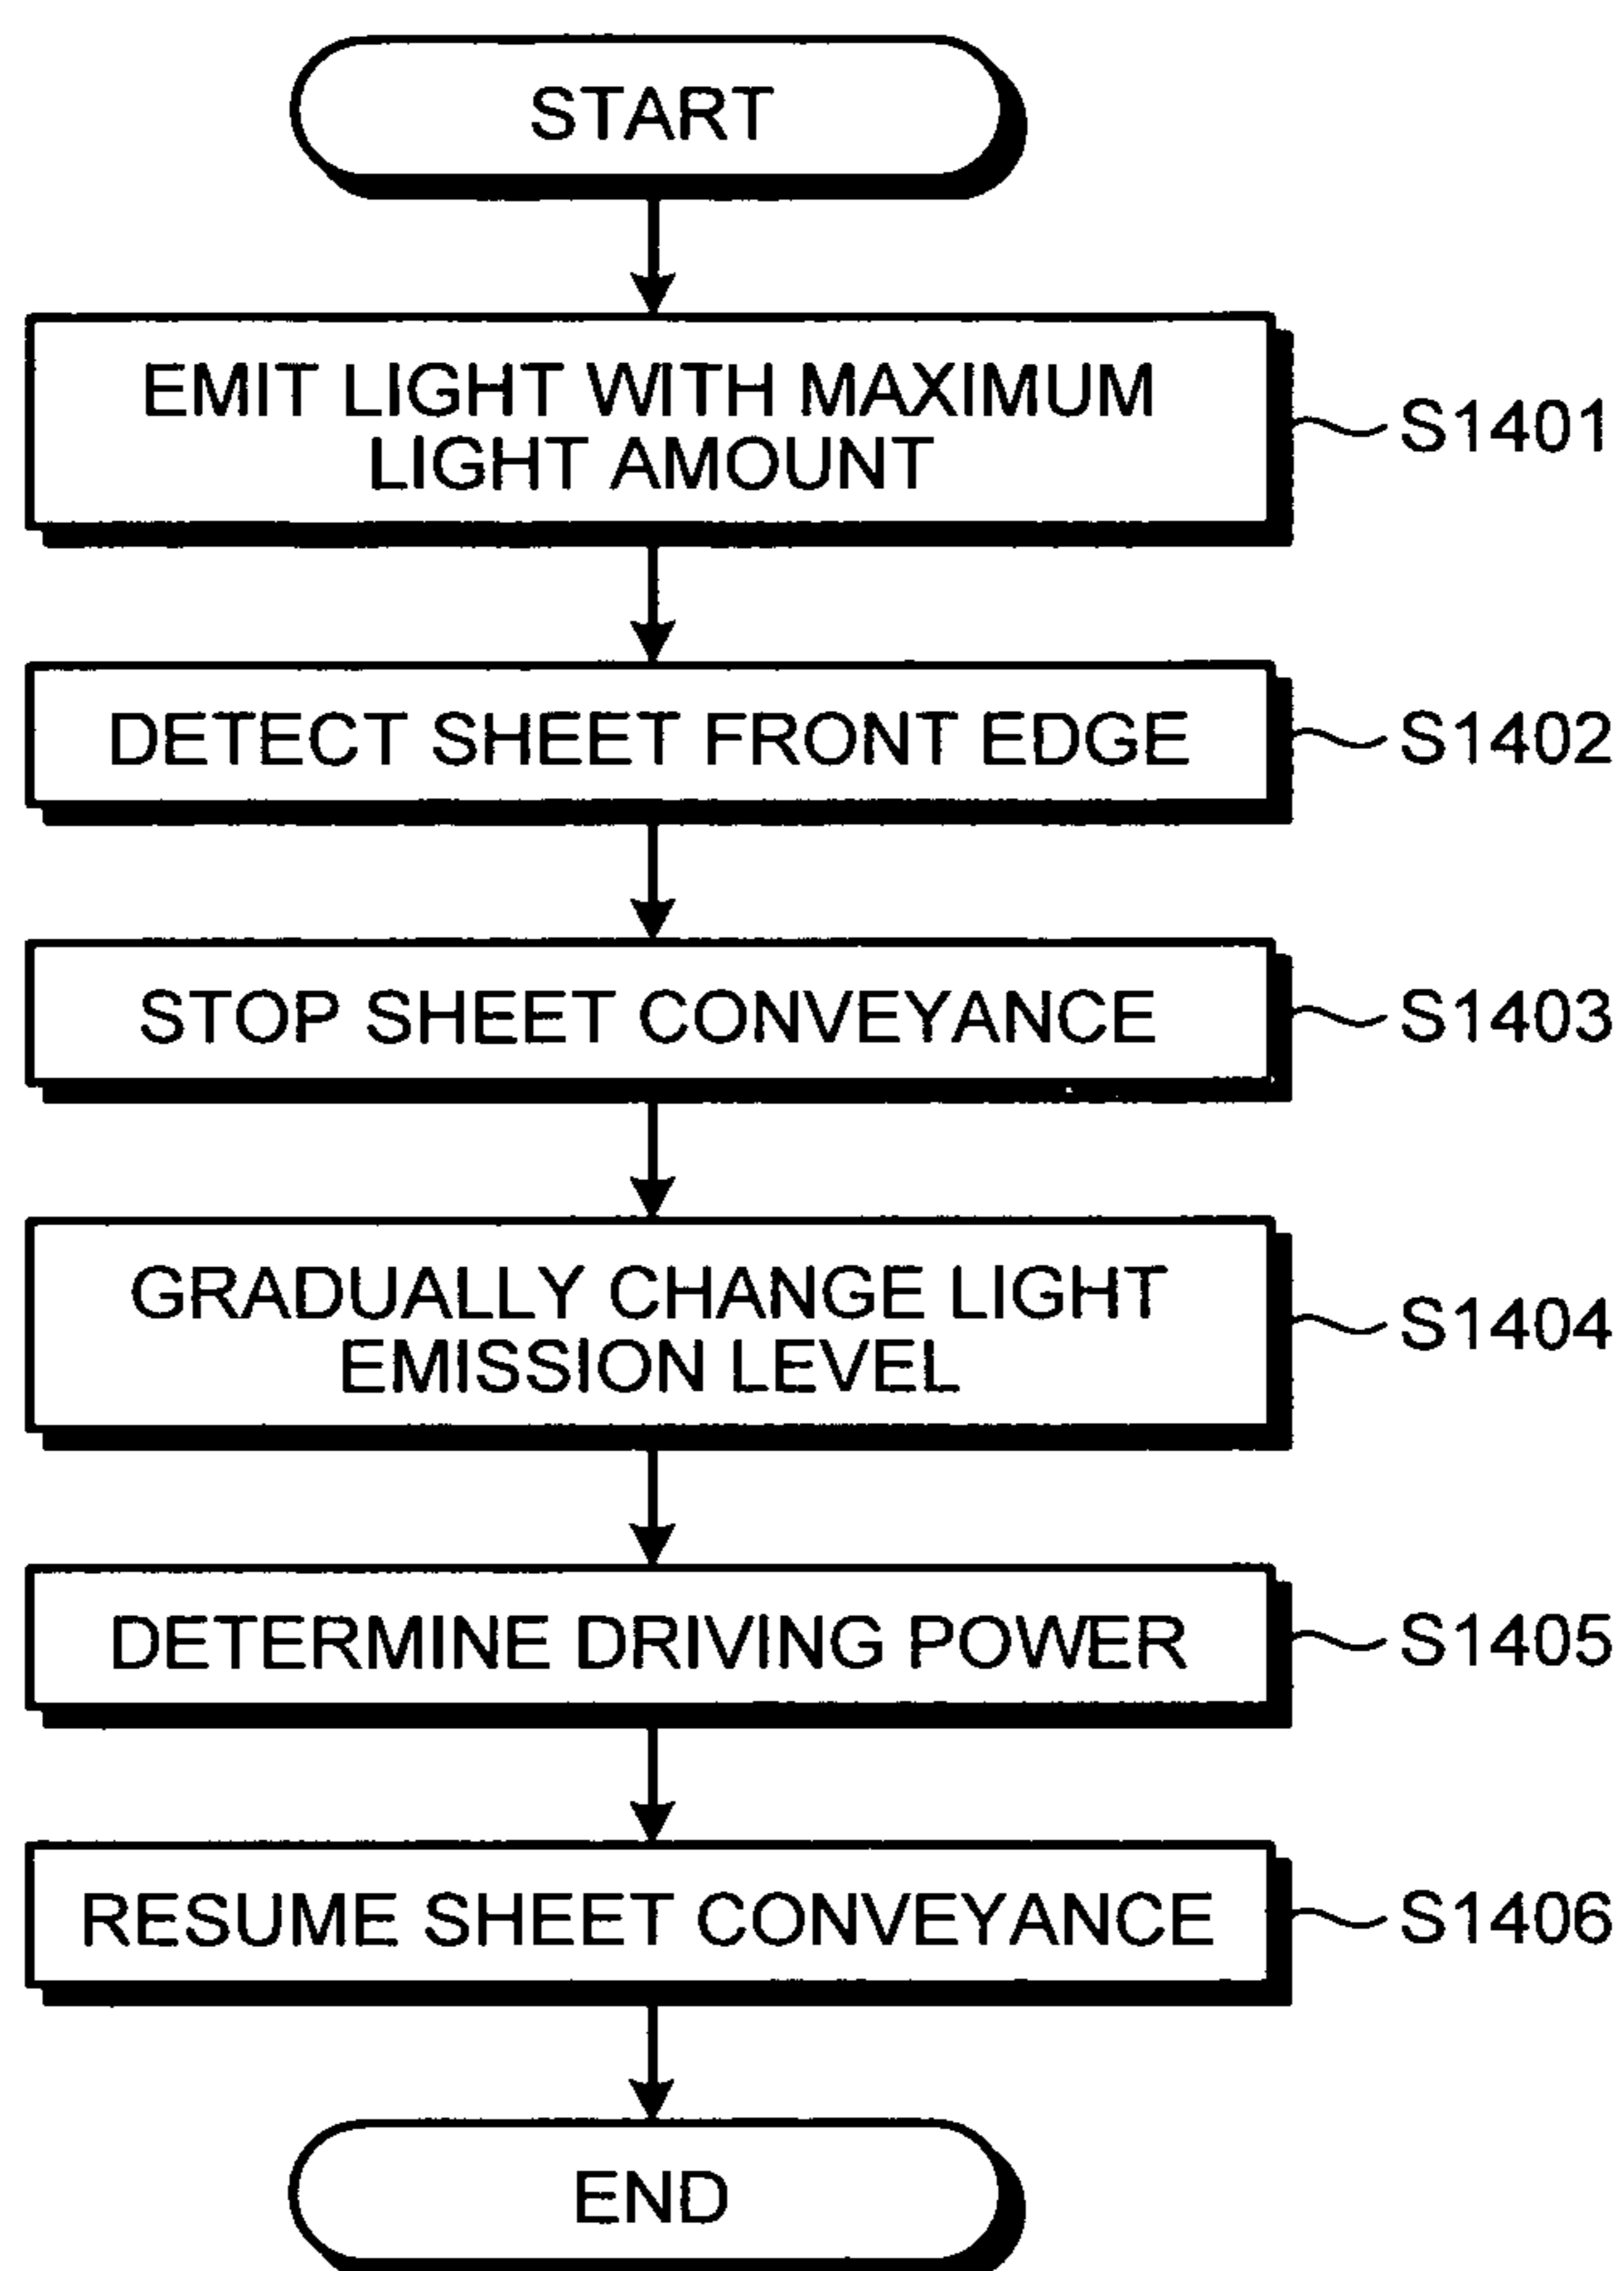 START
EMIT LIGHT WITH MAXIMUM
LIGHT AMOUNT
S1401
DETECT SHEET FRONT EDGE
S1402
STOP SHEET CONVEYANCE
S1403
GRADUALLY CHANGE LIGHT
EMISSION LEVEL
S1404
DETERMINE DRIVING POWER
S1405
RESUME SHEET CONVEYANCE
S1406
END